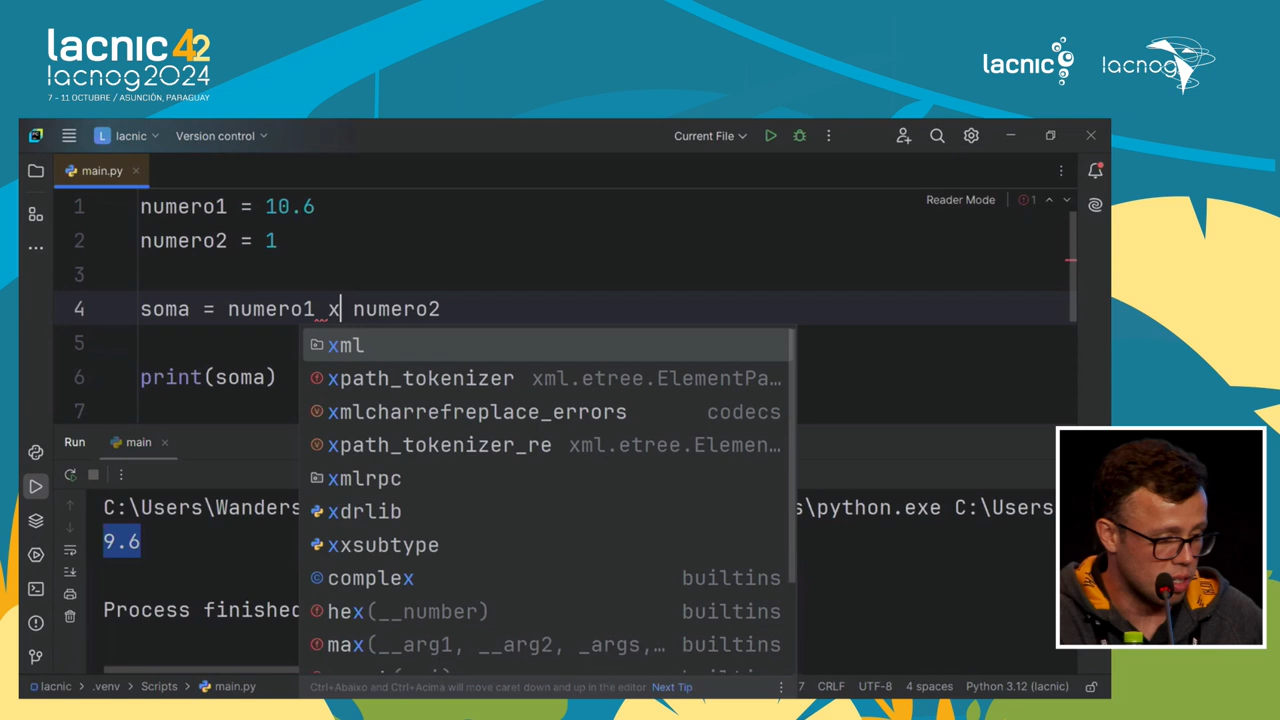 lacnic 42
lacnog2024
7 - 11 OCTUBRE / ASUNCIÓN, PARAGUAY
lacnic
lacnog
L lacnic
Version control
Current File
main.py
Reader Mode
1
1 numero1 = 10.6
2 numero2 = 1
3
4 soma = numero1 x numero2
5
6 print(soma)
7
xml
xpath_tokenizer xml.etree.ElementPa...
xmlcharrefreplace_errors codecs
xpath_tokenizer_re xml.etree.Elemen...
xmlrpc
xdrlib
xxsubtype
complex builtins
hex(__number) builtins
max(__arg1, __arg2, _args,... builtins
Ctrl+Abaixo and Ctrl+Acima will move caret down and up in the editor Next Tip
Run main
C:\Users\Wanders
s\python.exe C:\Users
9.6
Process finished
lacnic .venv Scripts main.py
7 CRLF UTF-8 4 spaces Python 3.12 (lacnic)